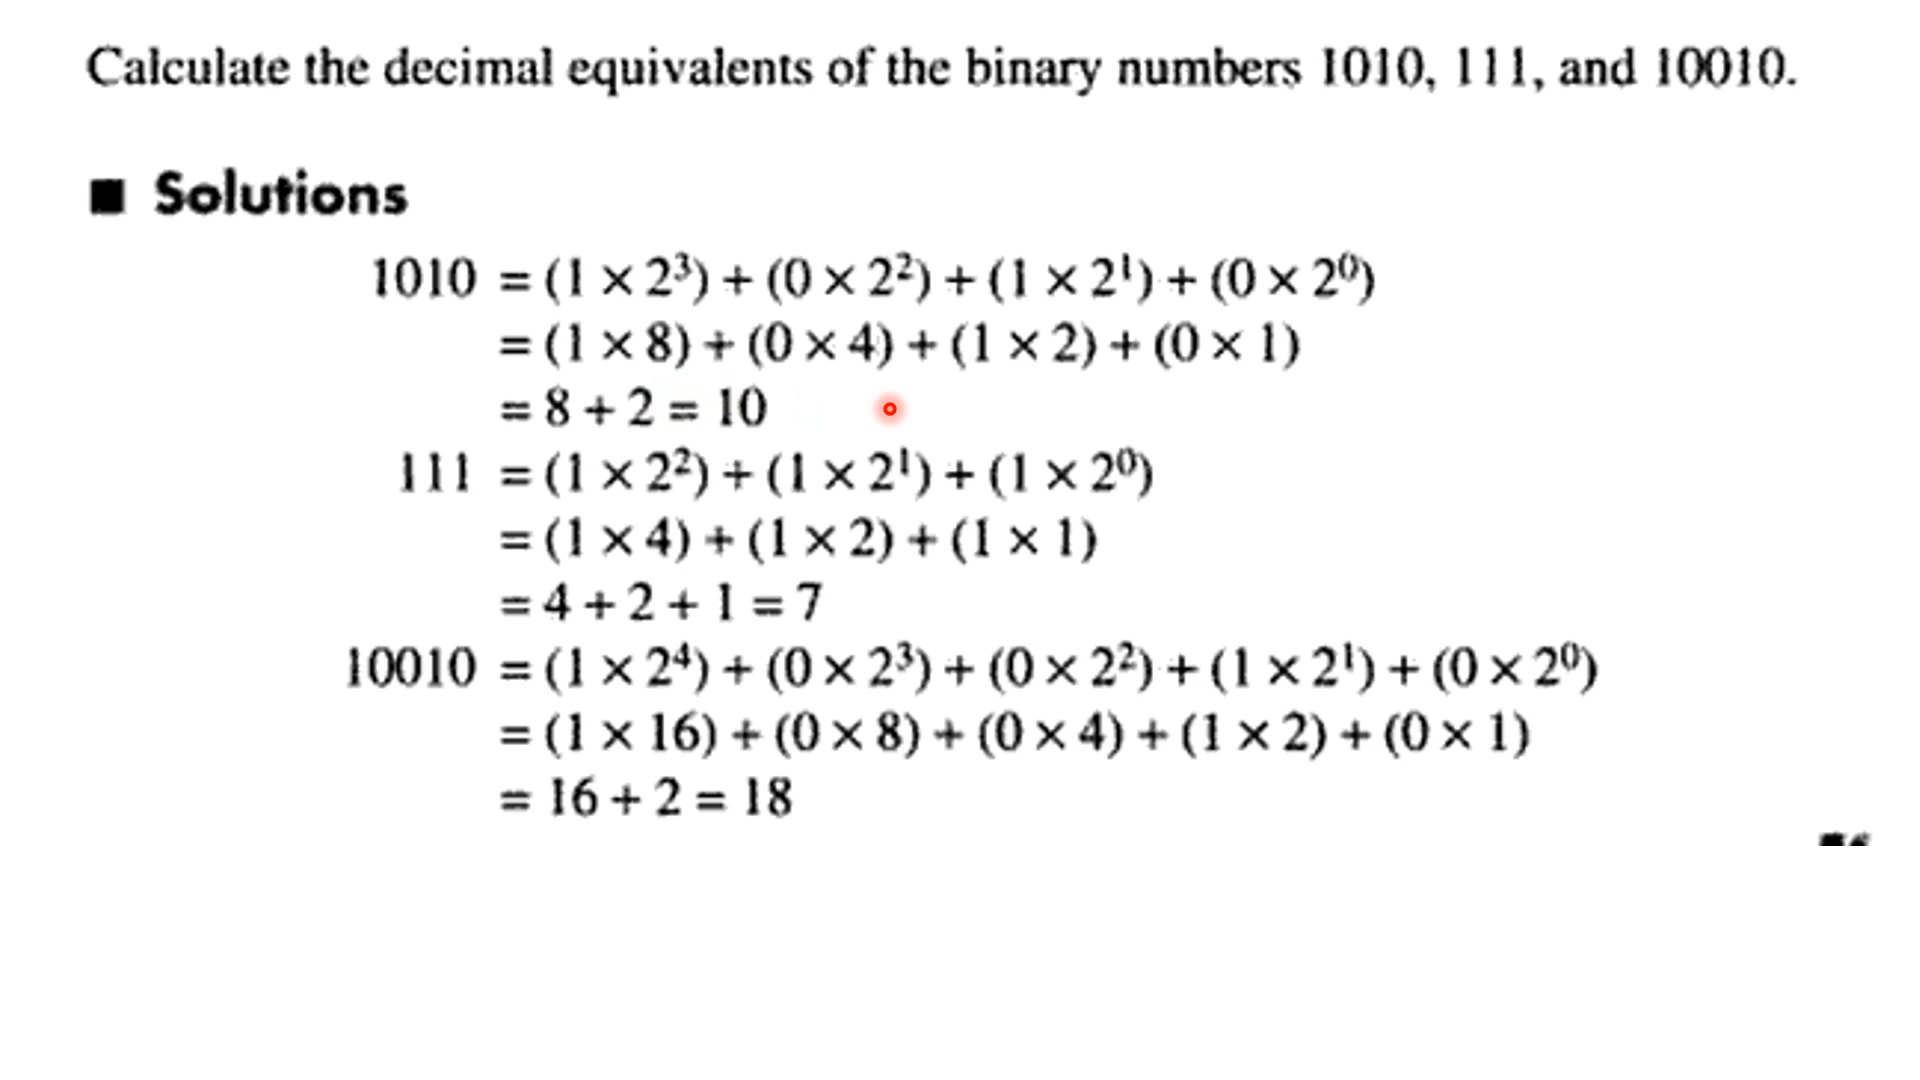 Calculate the decimal equivalents of the binary numbers 1010, 111, and 10010.
■ Solutions
1010 = (1 × 2³) + (0 × 2²) + (1 × 2¹) + (0 × 2⁰)
= (1 × 8) + (0 × 4) + (1 × 2) + (0 × 1)
= 8 + 2 = 10
111 = (1 × 2²) + (1 × 2¹) + (1 × 2⁰)
= (1 × 4) + (1 × 2) + (1 × 1)
= 4 + 2 + 1 = 7
10010 = (1 × 2⁴) + (0 × 2³) + (0 × 2²) + (1 × 2¹) + (0 × 2⁰)
= (1 × 16) + (0 × 8) + (0 × 4) + (1 × 2) + (0 × 1)
= 16 + 2 = 18